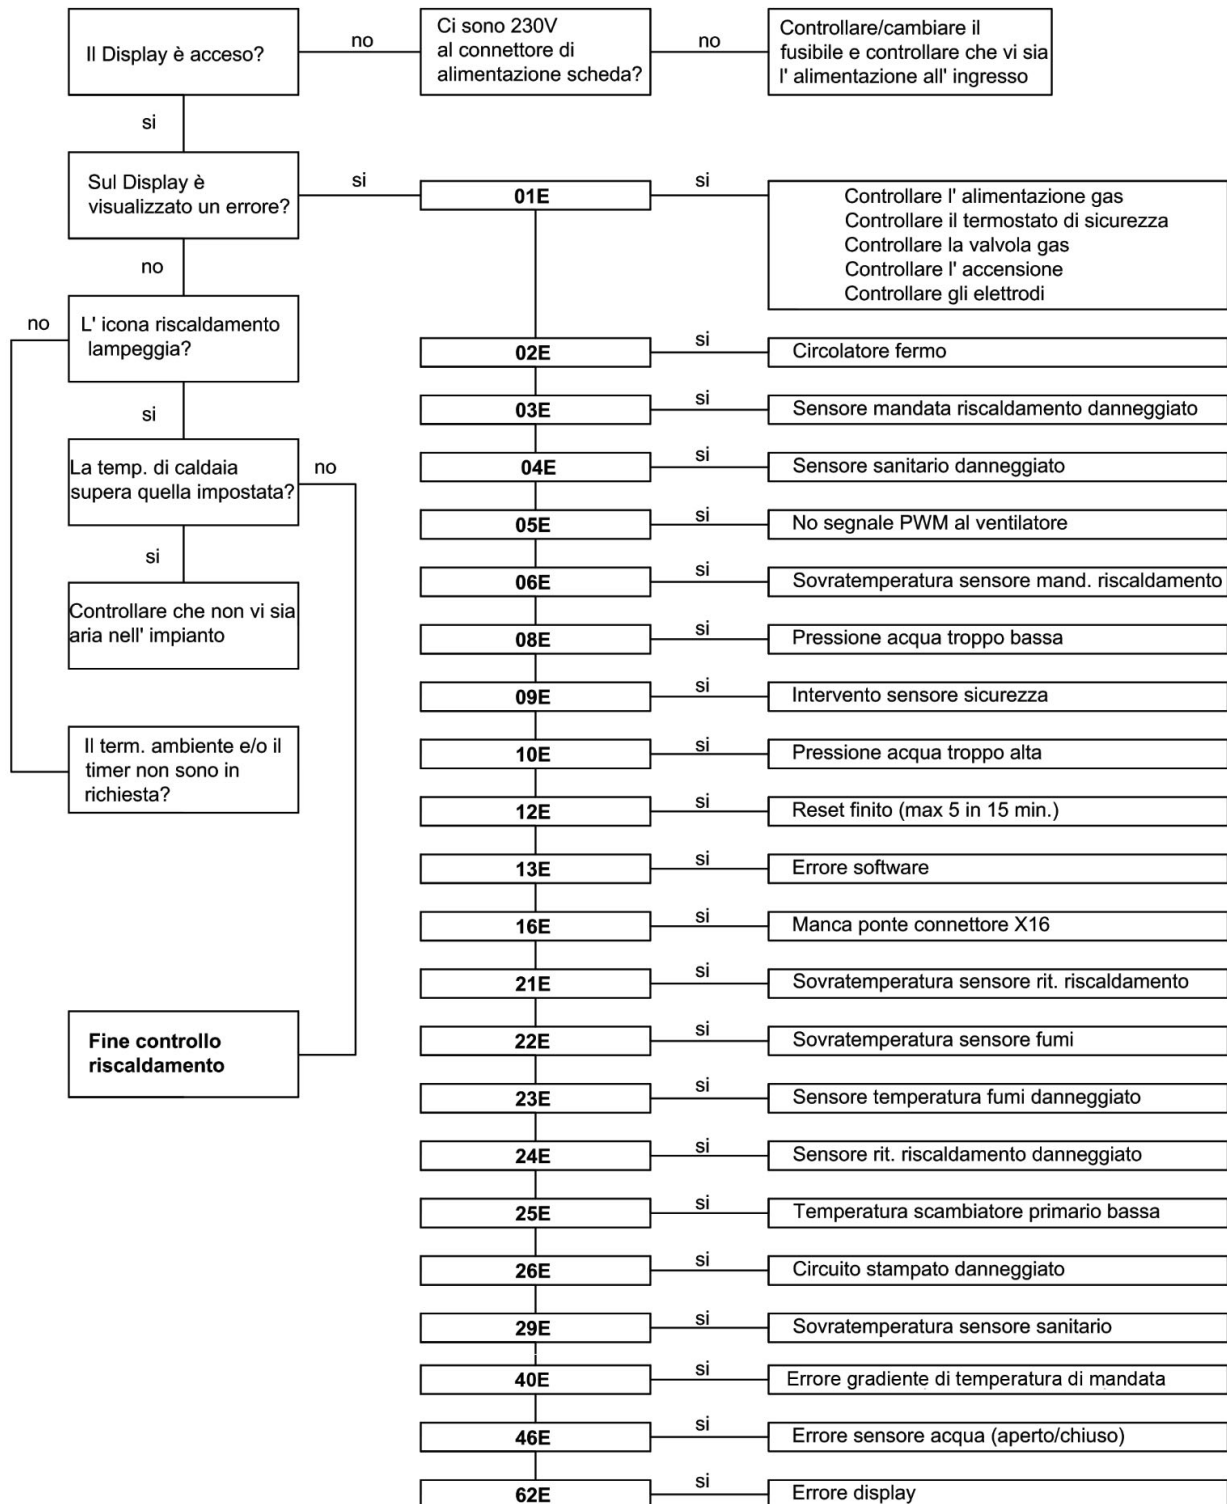 Il Display è acceso?
no
Ci sono 230V
al connettore di
alimentazione scheda?
no
Controllare/cambiare il
fusibile e controllare che vi sia
l' alimentazione all' ingresso
si
Sul Display è
visualizzato un errore?
si
01E
si
Controllare l' alimentazione gas
Controllare il termostato di sicurezza
Controllare la valvola gas
Controllare l' accensione
Controllare gli elettrodi
no
no
L' icona riscaldamento
lampeggia?
02E
si
Circolatore fermo
si
03E
si
Sensore mandata riscaldamento danneggiato
La temp. di caldaia
supera quella impostata?
no
04E
si
Sensore sanitario danneggiato
05E
si
No segnale PWM al ventilatore
si
06E
si
Sovratemperatura sensore mand. riscaldamento
Controllare che non vi sia
aria nell' impianto
08E
si
Pressione acqua troppo bassa
09E
si
Intervento sensore sicurezza
Il term. ambiente e/o il
timer non sono in
richiesta?
10E
si
Pressione acqua troppo alta
12E
si
Reset finito (max 5 in 15 min.)
13E
si
Errore software
16E
si
Manca ponte connettore X16
21E
si
Sovratemperatura sensore rit. riscaldamento
Fine controllo
riscaldamento
22E
si
Sovratemperatura sensore fumi
23E
si
Sensore temperatura fumi danneggiato
24E
si
Sensore rit. riscaldamento danneggiato
25E
si
Temperatura scambiatore primario bassa
26E
si
Circuito stampato danneggiato
29E
si
Sovratemperatura sensore sanitario
40E
si
Errore gradiente di temperatura di mandata
46E
si
Errore sensore acqua (aperto/chiuso)
62E
si
Errore display